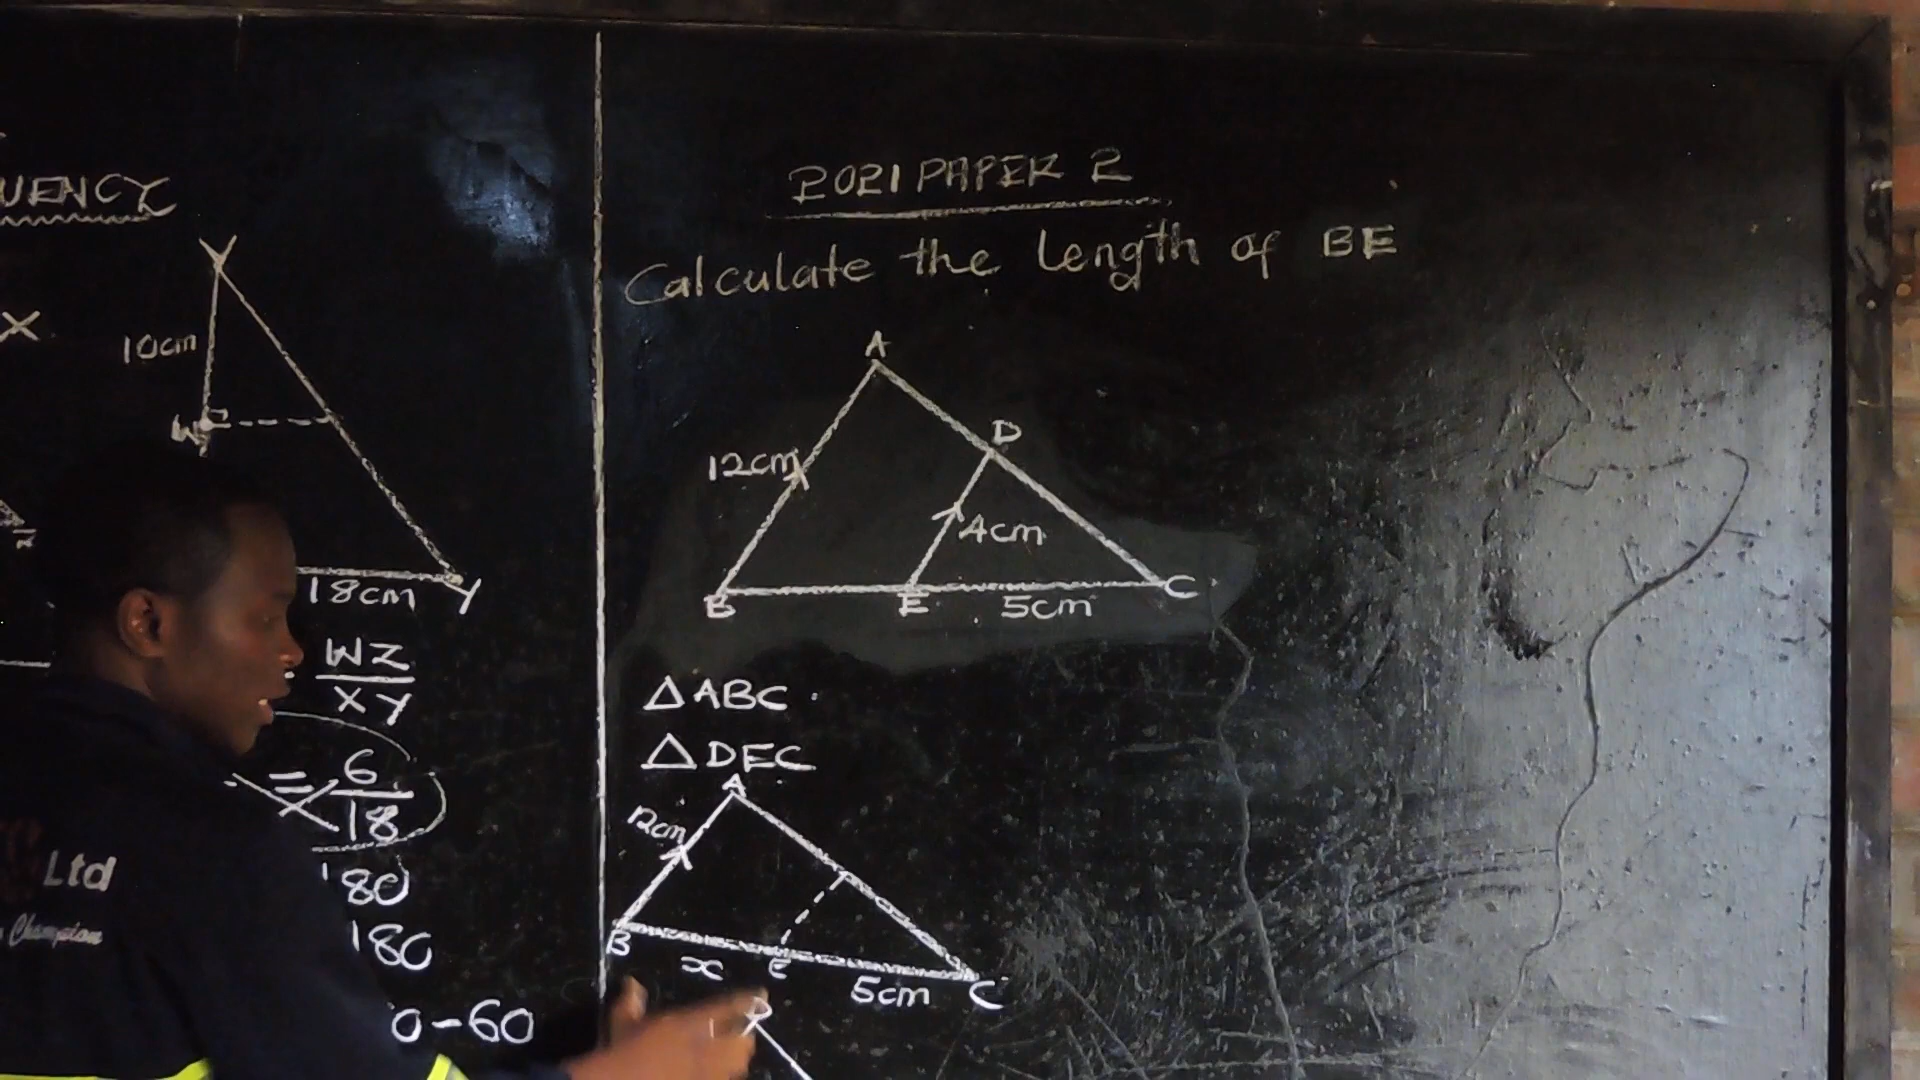 UENCY
X
Y
10cm
W
Z
18cm
Y
WZ
XY
= 6
18
180
180
0-60
Ltd
Champion
2021 PAPER 2
Calculate the length of BE
A
D
12cm
4cm
B
E
5cm
C
△ABC
△DEC
A
12cm
B
x
E
5cm
C
D